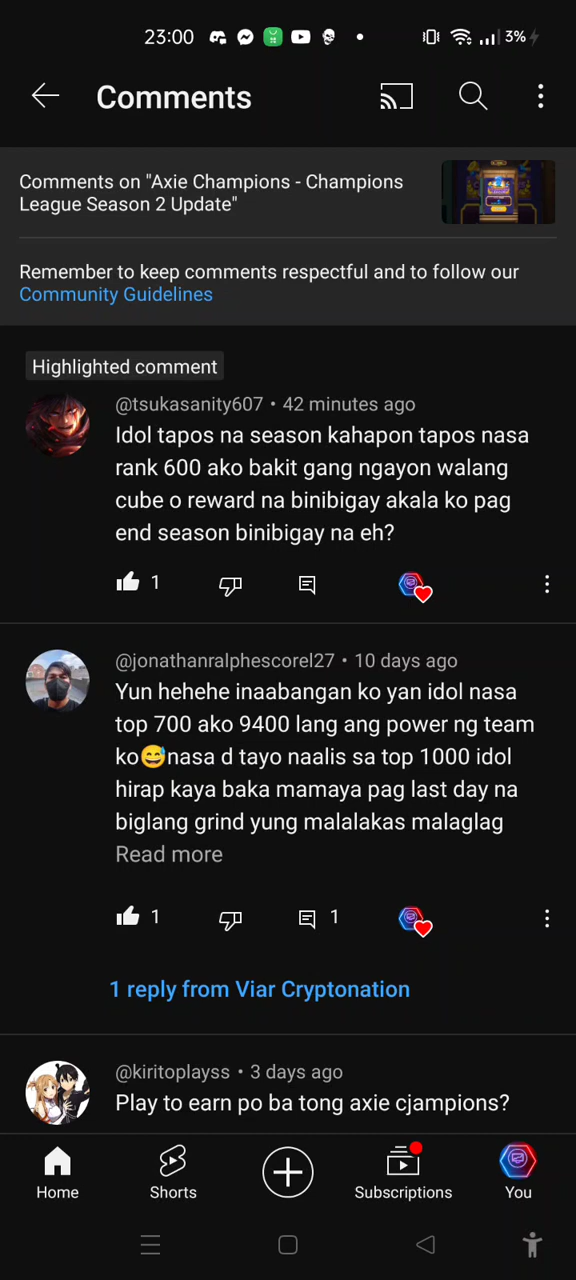 23:00
3%
Comments
Comments on "Axie Champions - Champions
League Season 2 Update"
Remember to keep comments respectful and to follow our
Community Guidelines
Highlighted comment
@tsukasanity607 • 42 minutes ago
Idol tapos na season kahapon tapos nasa
rank 600 ako bakit gang ngayon walang
cube o reward na binibigay akala ko pag
end season binibigay na eh?
1
@jonathanralphescorel27 • 10 days ago
Yun hehehe inaabangan ko yan idol nasa
top 700 ako 9400 lang ang power ng team
ko😅nasa d tayo naalis sa top 1000 idol
hirap kaya baka mamaya pag last day na
biglang grind yung malalakas malaglag
Read more
1 1
1 reply from Viar Cryptonation
@kiritoplayss • 3 days ago
Play to earn po ba tong axie cjampions?
Home Shorts Subscriptions You